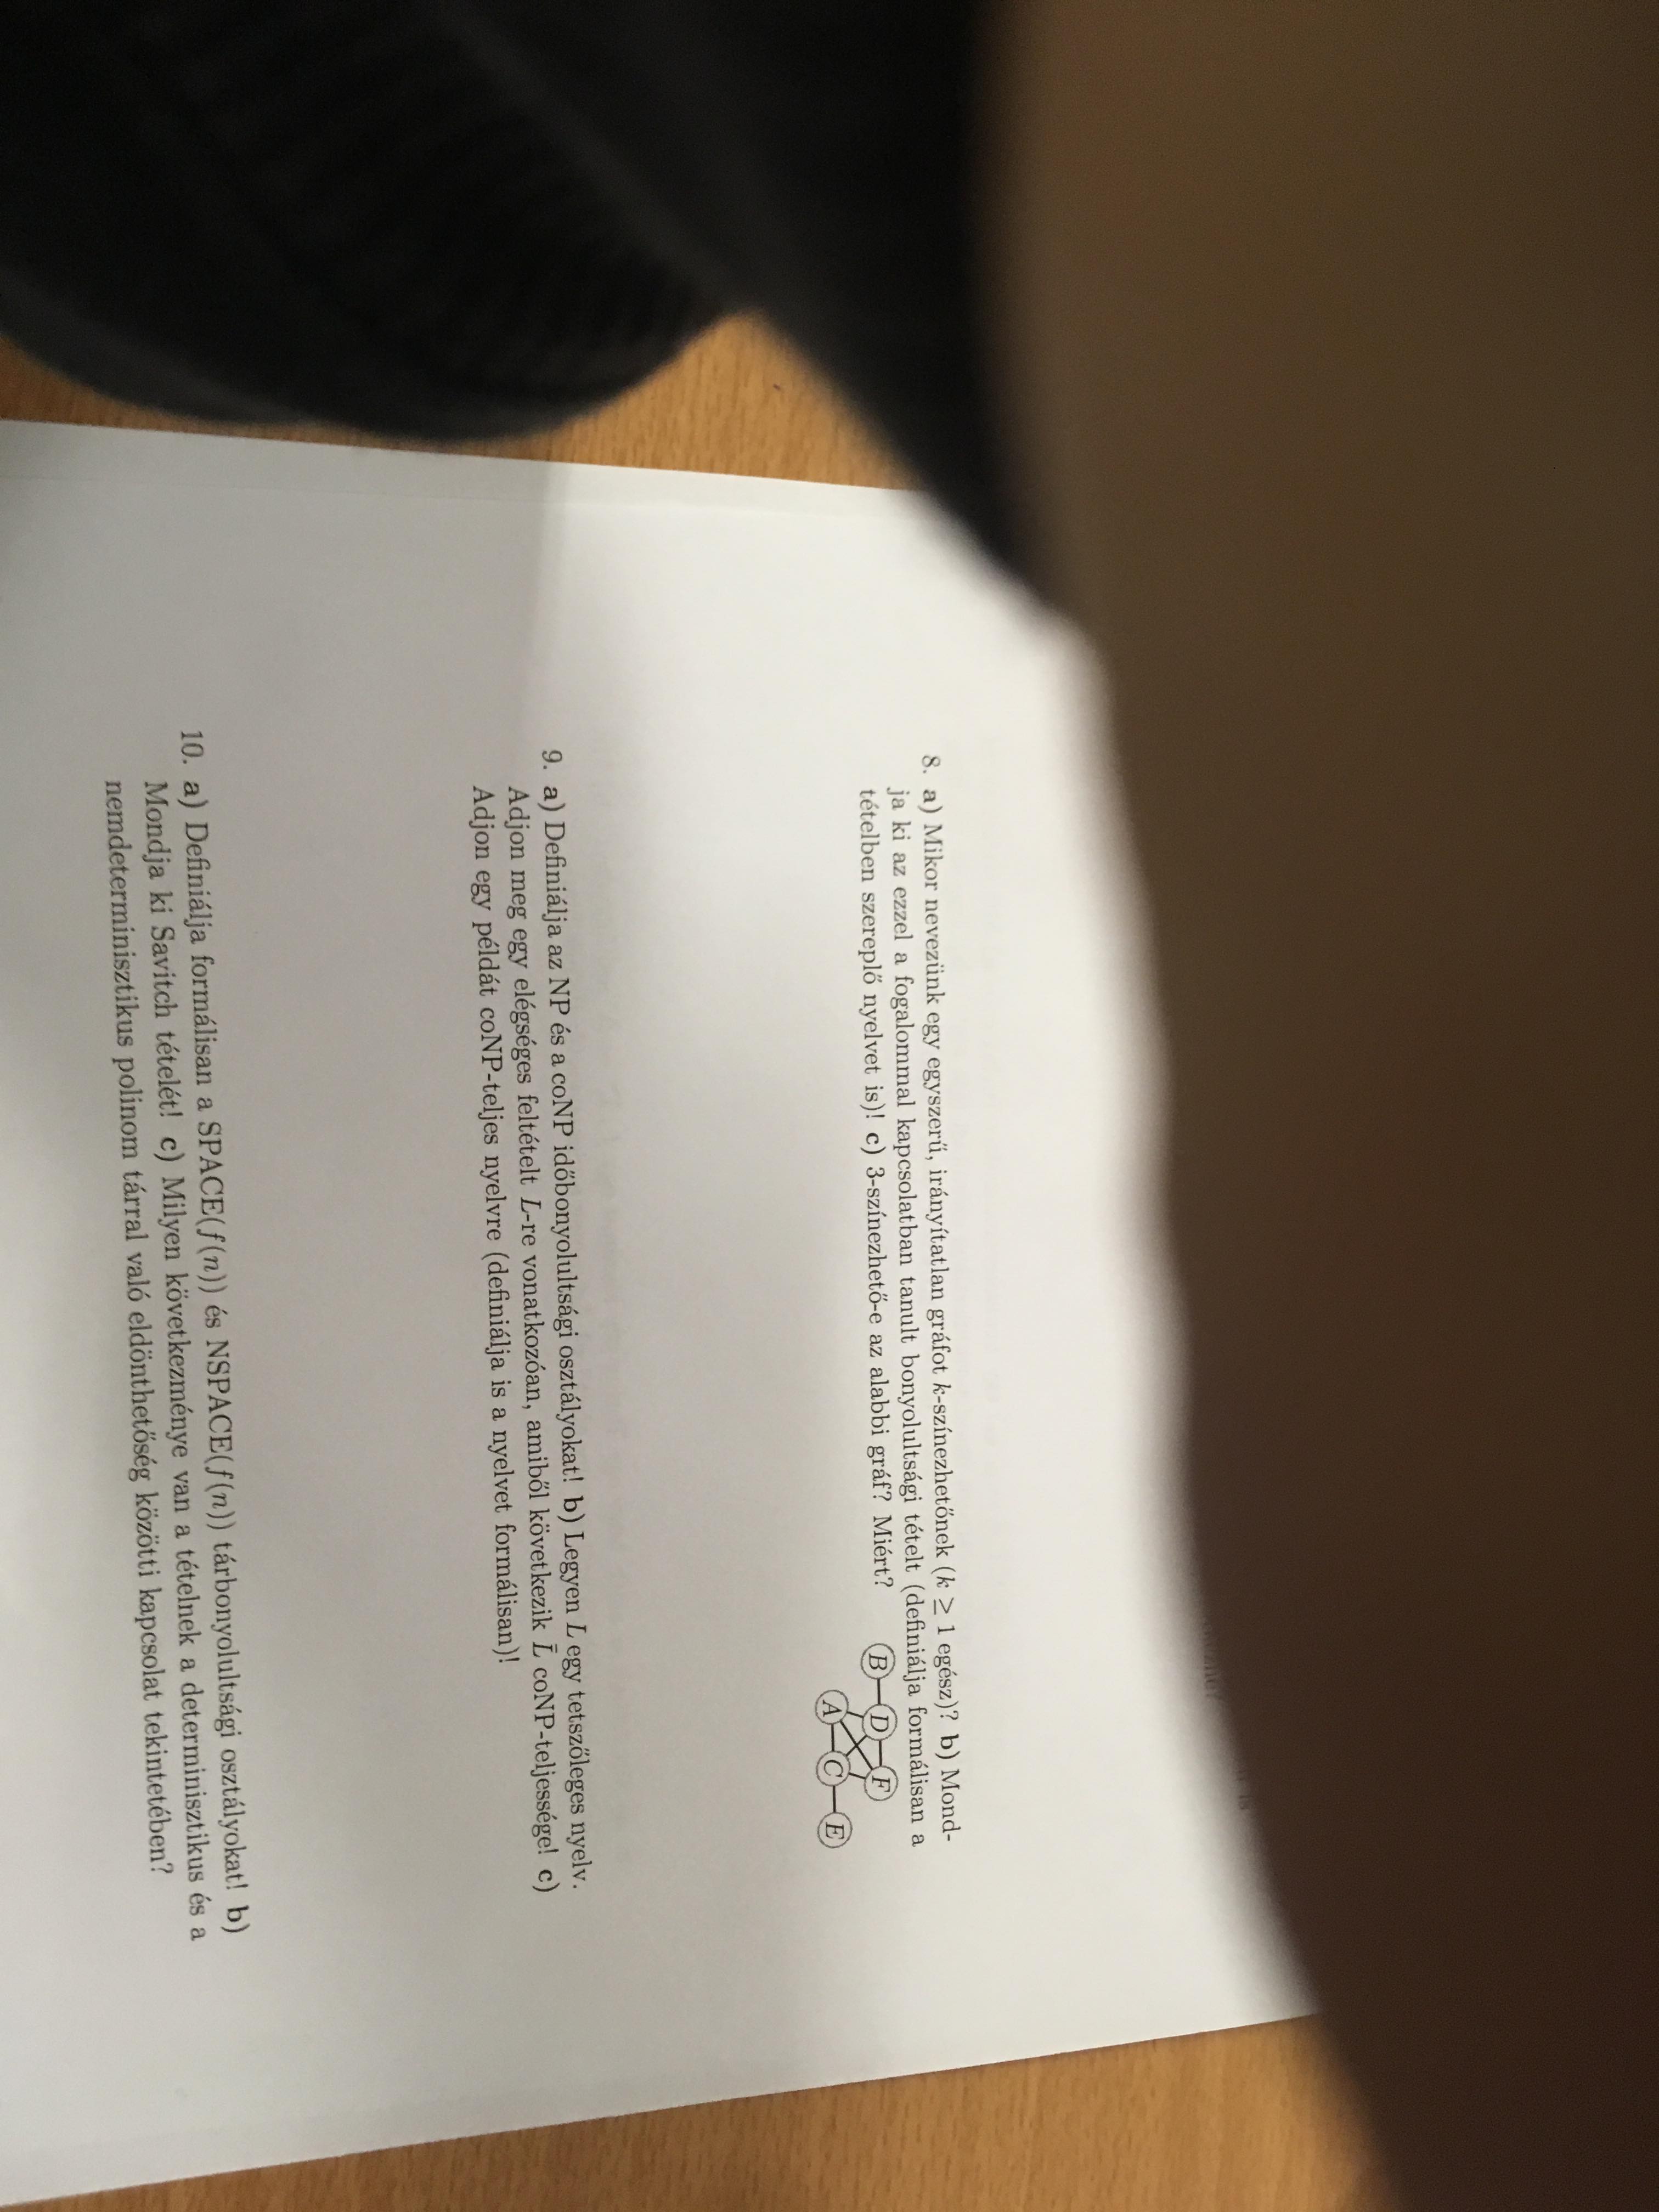 is
8. a) Mikor nevezünk egy egyszerű, irányítatlan gráfot k-színezhetőnek (k ≥ 1 egész)? b) Mond-
ja ki az ezzel a fogalommal kapcsolatban tanult bonyolultsági tételt (definiálja formálisan a
tételben szereplő nyelvet is)! c) 3-színezhető-e az alabbi gráf? Miért?
B D F
A C E
9. a) Definiálja az NP és a coNP időbonyolultsági osztályokat! b) Legyen L egy tetszőleges nyelv.
Adjon meg egy elégséges feltételt L-re vonatkozóan, amiből következik L̄ coNP-teljessége! c)
Adjon egy példát coNP-teljes nyelvre (definiálja is a nyelvet formálisan)!
10. a) Definiálja formálisan a SPACE(f(n)) és NSPACE(f(n)) tárbonyolultsági osztályokat! b)
Mondja ki Savitch tételét! c) Milyen következménye van a tételnek a determinisztikus és a
nemdeterminisztikus polinom tárral való eldönthetőség közötti kapcsolat tekintetében?